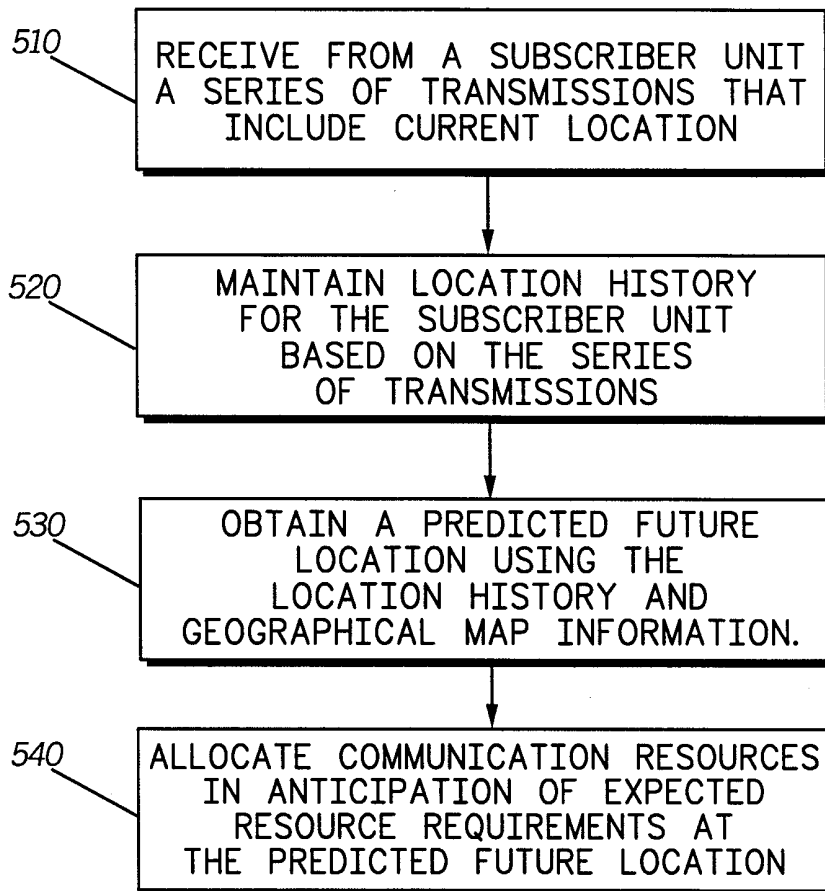 510
RECEIVE FROM A SUBSCRIBER UNIT
A SERIES OF TRANSMISSIONS THAT
INCLUDE CURRENT LOCATION
520
MAINTAIN LOCATION HISTORY
FOR THE SUBSCRIBER UNIT
BASED ON THE SERIES
OF TRANSMISSIONS
530
OBTAIN A PREDICTED FUTURE
LOCATION USING THE
LOCATION HISTORY AND
GEOGRAPHICAL MAP INFORMATION.
540
ALLOCATE COMMUNICATION RESOURCES
IN ANTICIPATION OF EXPECTED
RESOURCE REQUIREMENTS AT
THE PREDICTED FUTURE LOCATION